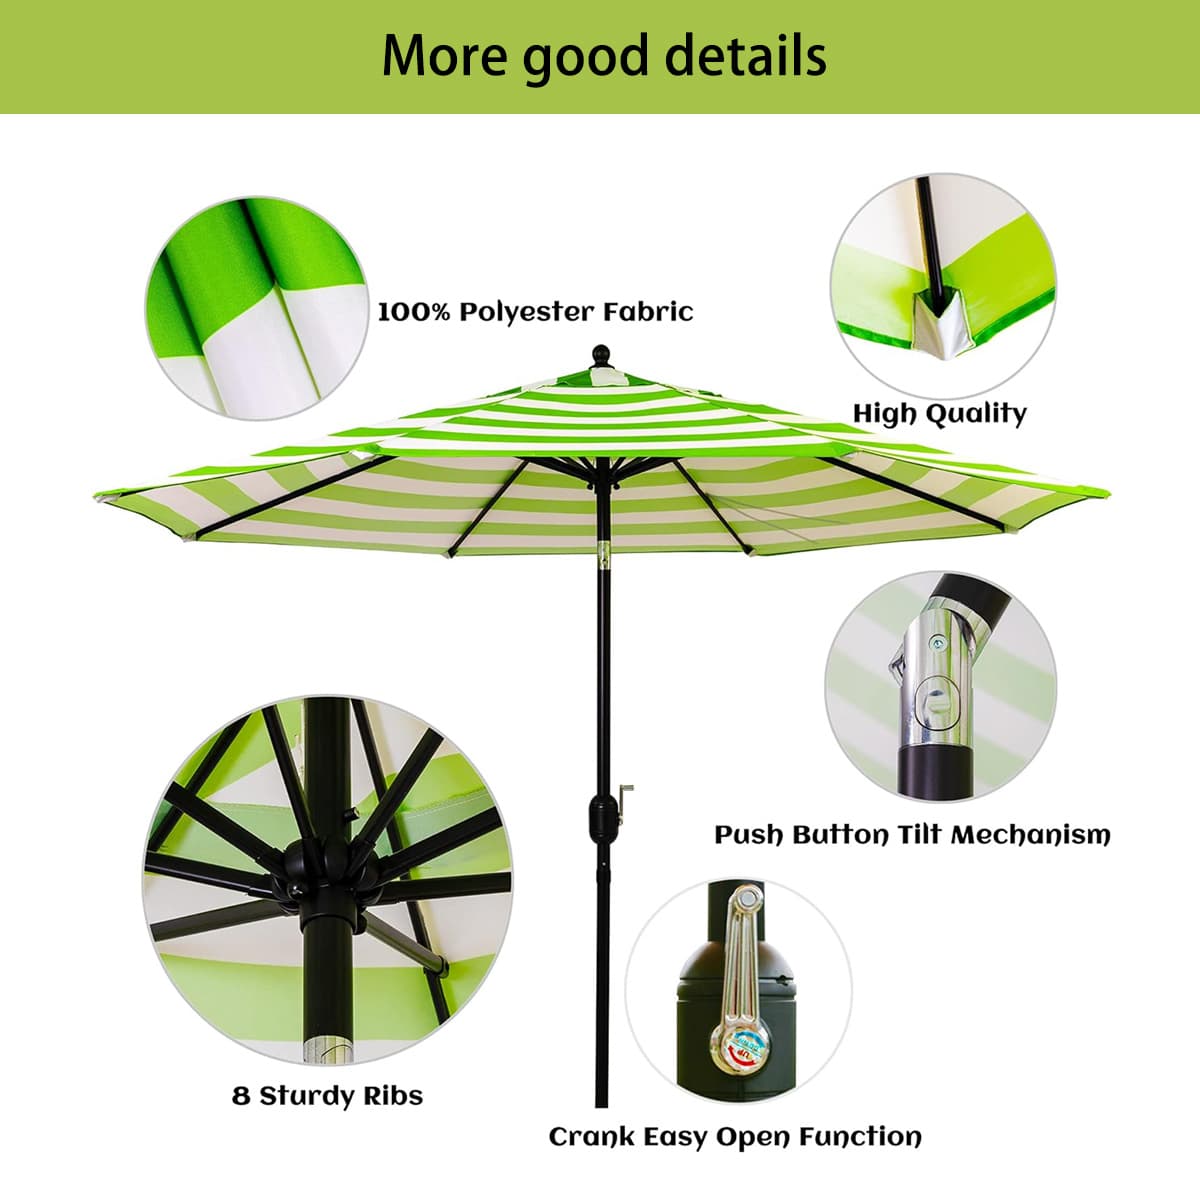 More good details
100% Polyester Fabric
High Quality
Push Button Tilt Mechanism
8 Sturdy Ribs
UP
Crank Easy Open Function